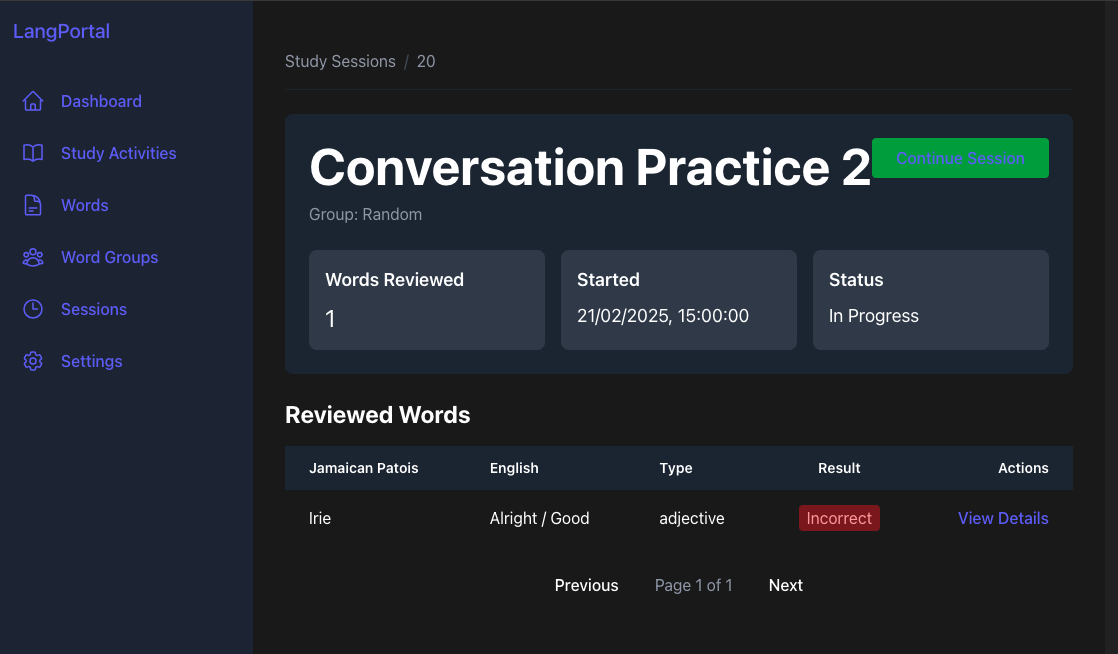 LangPortal
Dashboard
Study Activities
Words
Word Groups
Sessions
Settings
Study Sessions / 20
Conversation Practice 2
Continue Session
Group: Random
Words Reviewed
1
Started
21/02/2025, 15:00:00
Status
In Progress
Reviewed Words
Jamaican Patois English Type Result Actions
Irie Alright / Good adjective Incorrect View Details
Previous Page 1 of 1 Next